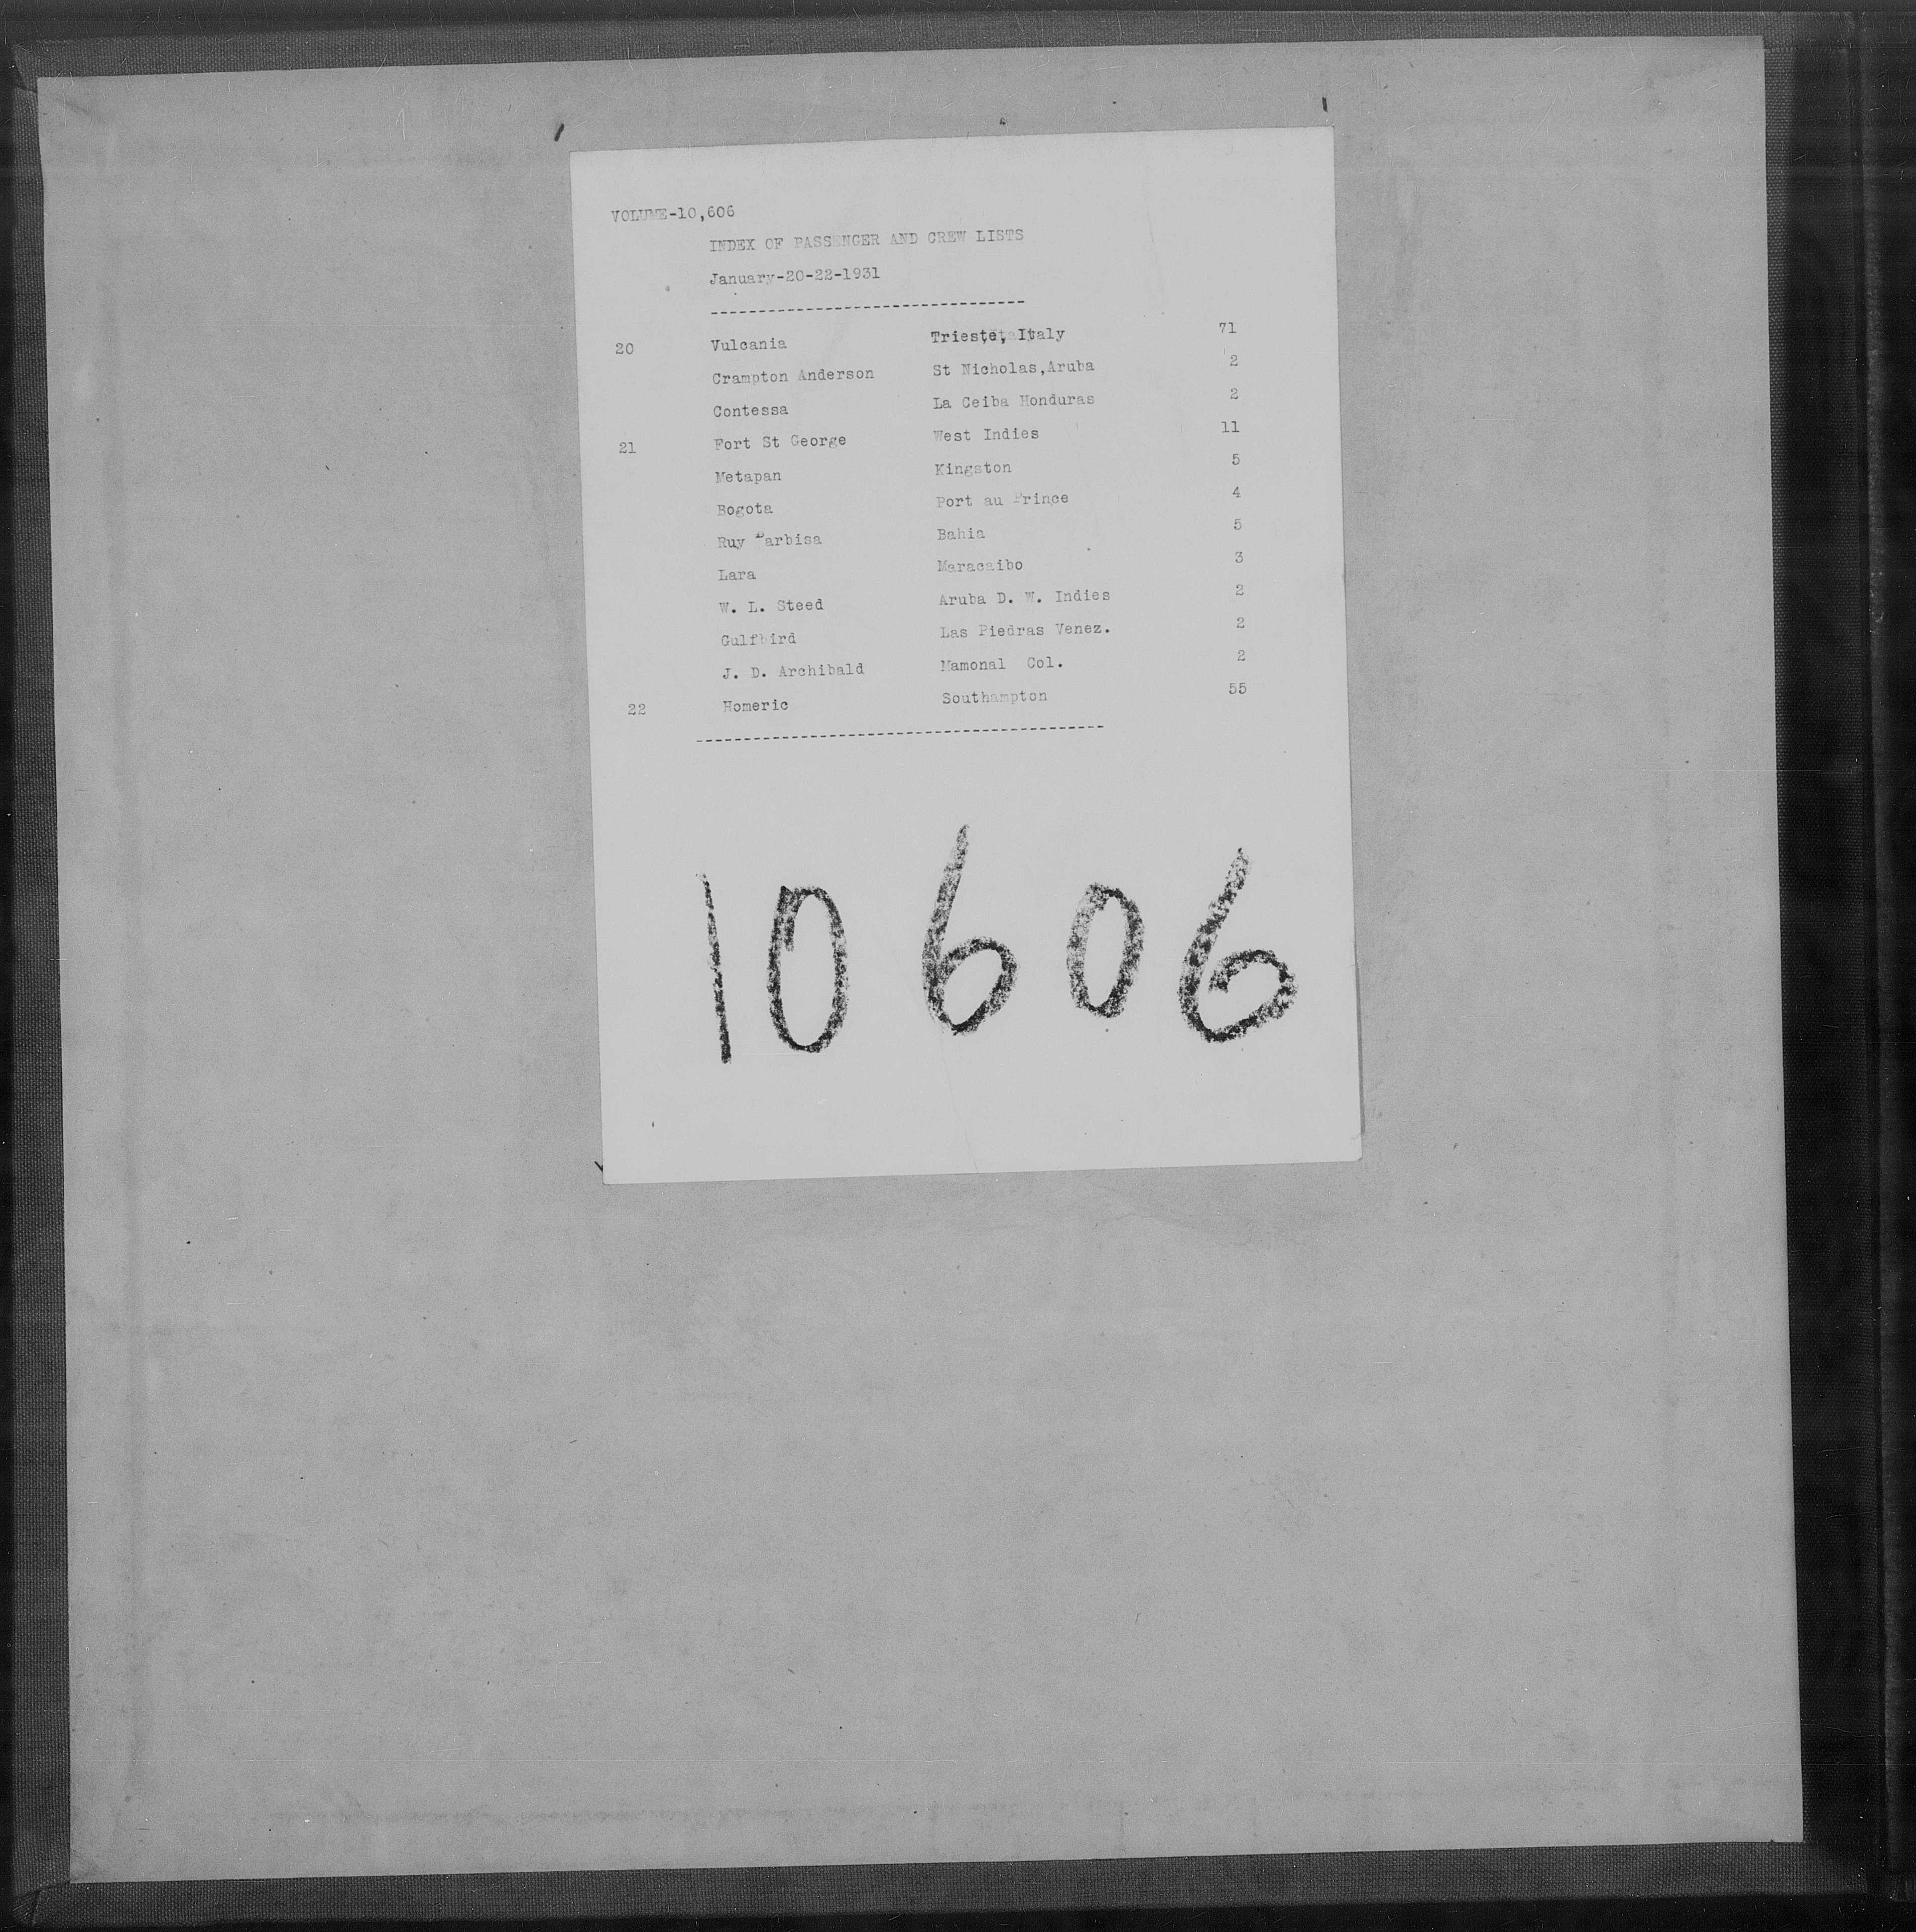 VOLUME-10,606
INDEX OF PASSENGER AND CREW LISTS
January-20-22-1931
--------------------------------
20 Vulcania Trieste, Italy 71
Crampton Anderson St Nicholas,Aruba 2
Contessa La Ceiba Honduras 2
21 Fort St George West Indies 11
Metapan Kingston 5
Bogota Port au Prince 4
Ruy Barbisa Bahia 5
Lara Maracaibo 3
W. L. Steed Aruba D. W. Indies 2
Gulfbird Las Piedras Venez. 2
J. D. Archibald Mamonal Col. 2
22 Homeric Southampton 55
-----------------------------------------
10606